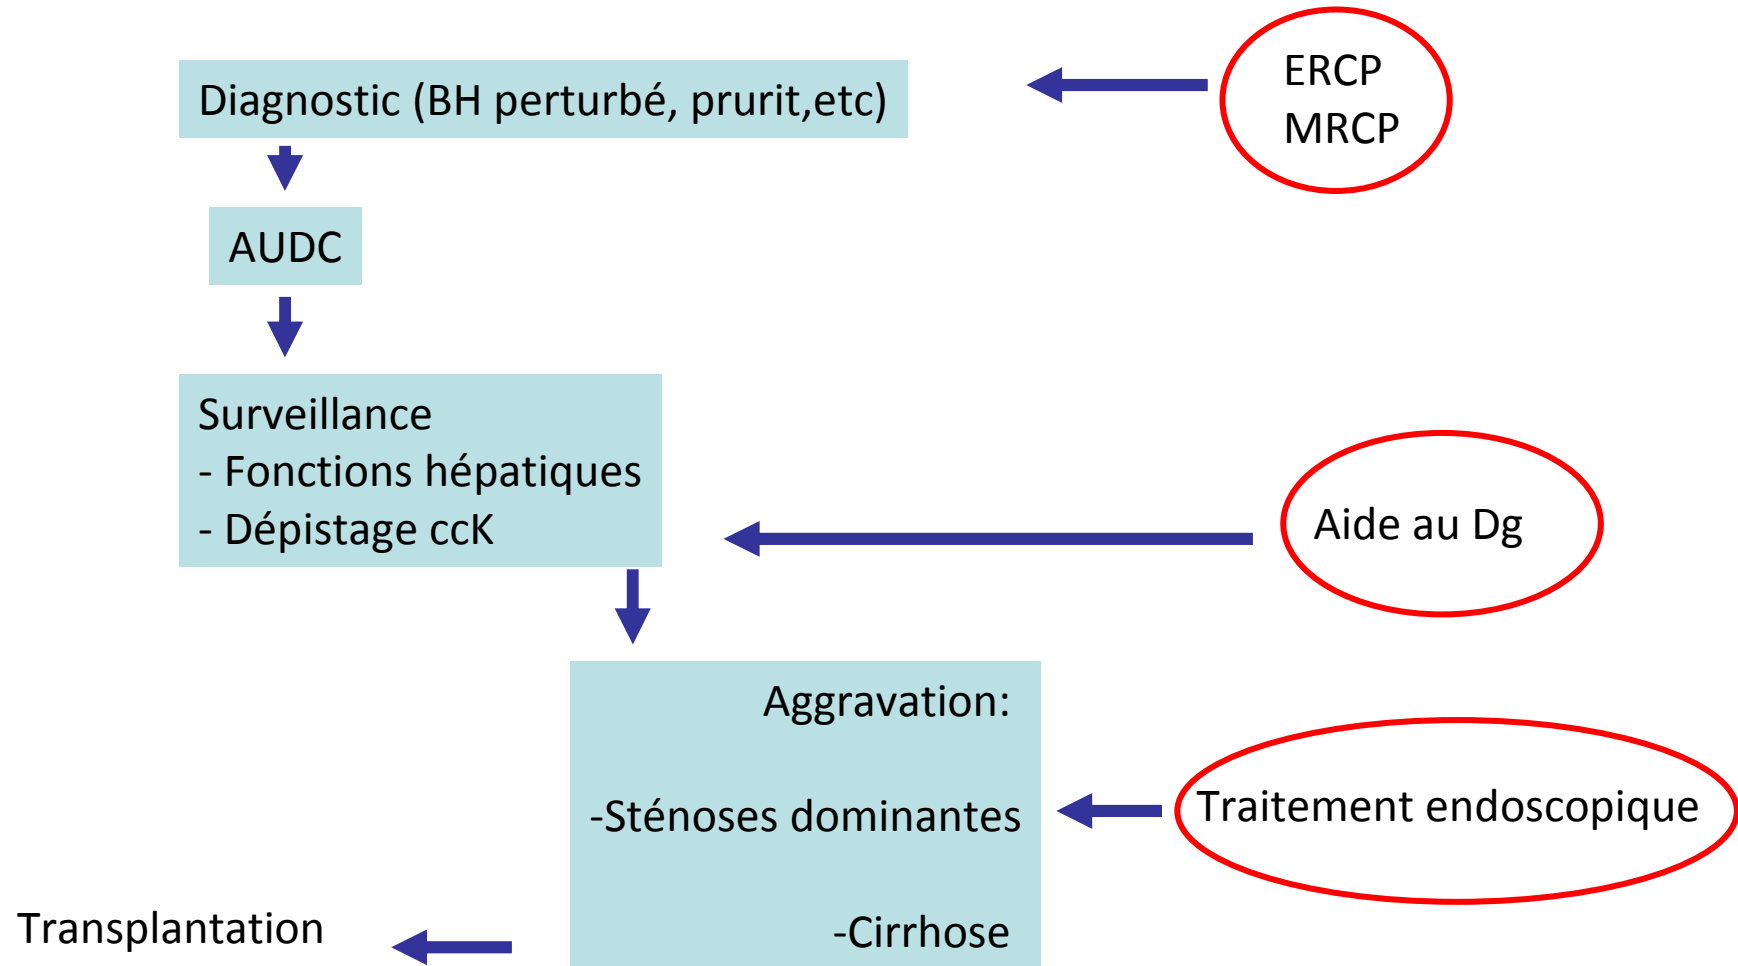 Diagnostic (BH perturbé, prurit,etc)
ERCP
MRCP
AUDC
Surveillance
- Fonctions hépatiques
- Dépistage ccK
Aide au Dg
Aggravation:
-Sténoses dominantes
-Cirrhose
Traitement endoscopique
Transplantation